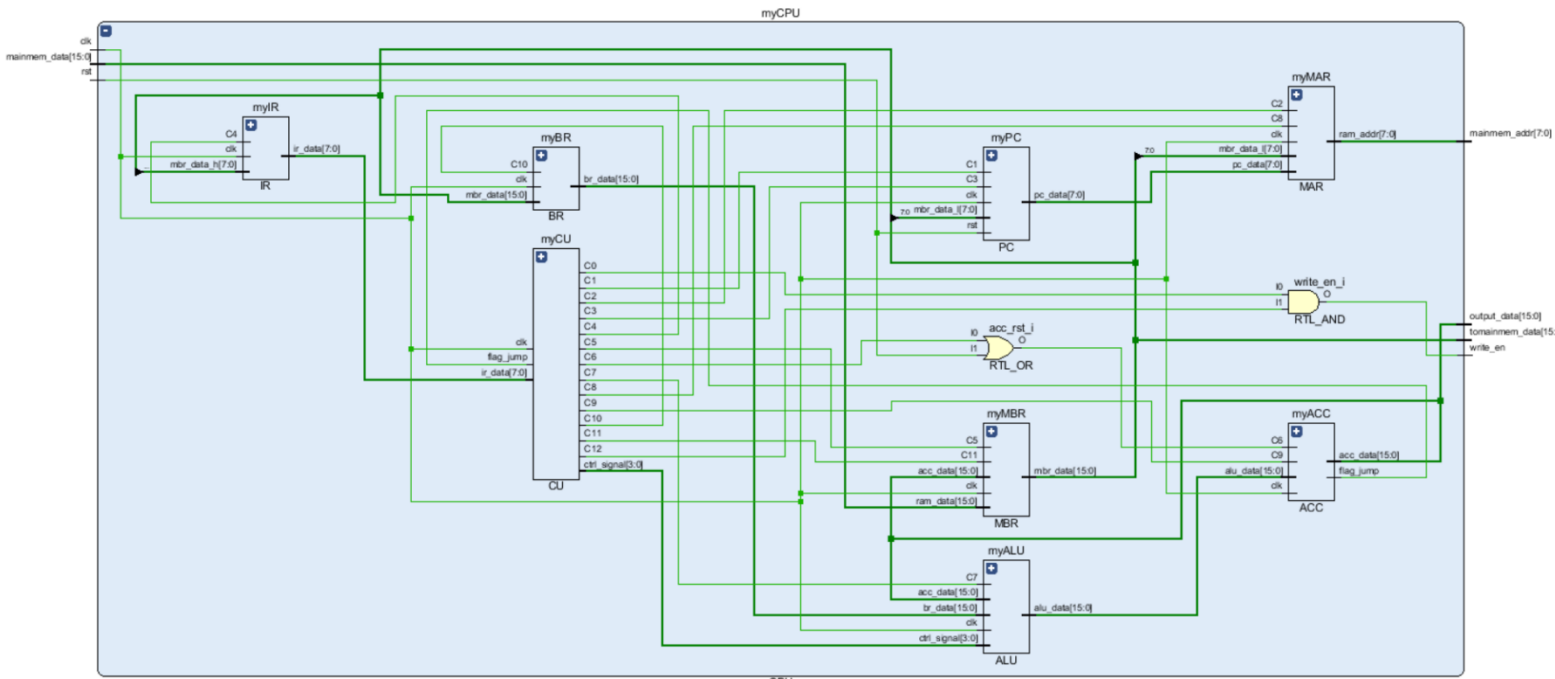 myCPU
clk
mainmem_data[15:0]
rst
myIR
C4
clk
mbr_data_h[7:0]
ir_data[7:0]
IR
myBR
C10
clk
mbr_data[15:0]
br_data[15:0]
BR
myCU
clk
flag_jump
ir_data[7:0]
C0
C1
C2
C3
C4
C5
C6
C7
C8
C9
C10
C11
C12
ctrl_signal[3:0]
CU
myPC
C1
C3
clk
7:0 mbr_data_l[7:0]
rst
pc_data[7:0]
PC
myMAR
C2
C8
clk
7:0 mbr_data_l[7:0]
pc_data[7:0]
ram_addr[7:0]
MAR
mainmem_addr[7:0]
write_en_i
I0
I1
O
RTL_AND
acc_rst_i
I0
I1
O
RTL_OR
output_data[15:0]
tomainmem_data[15:
write_en
myMBR
C5
C11
acc_data[15:0]
clk
ram_data[15:0]
mbr_data[15:0]
MBR
myACC
C6
C9
alu_data[15:0]
clk
acc_data[15:0]
flag_jump
ACC
myALU
C7
acc_data[15:0]
br_data[15:0]
clk
ctrl_signal[3:0]
alu_data[15:0]
ALU